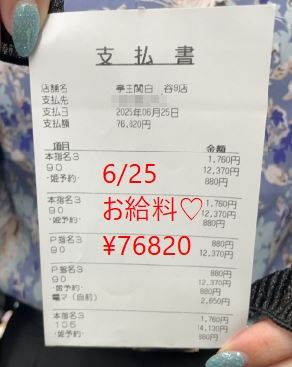 支払書
店舗名 亭主関白 谷9店
支払先
支払日 2025年06月25日
支払額 76,820円
項目 金額
本指名3 1,760円
90 12,370円
・姫予約・ 880円
6/25
お給料♡
¥76820
本指名3 1,760円
90 12,370円
・姫予約・ 880円
P指名3 880円
90 12,370円
P指名3 880円
90 12,370円
・姫予約・ 880円
電マ(自前) 2,650円
本指名3 1,760円
105 14,130円
・姫予約・ 880円